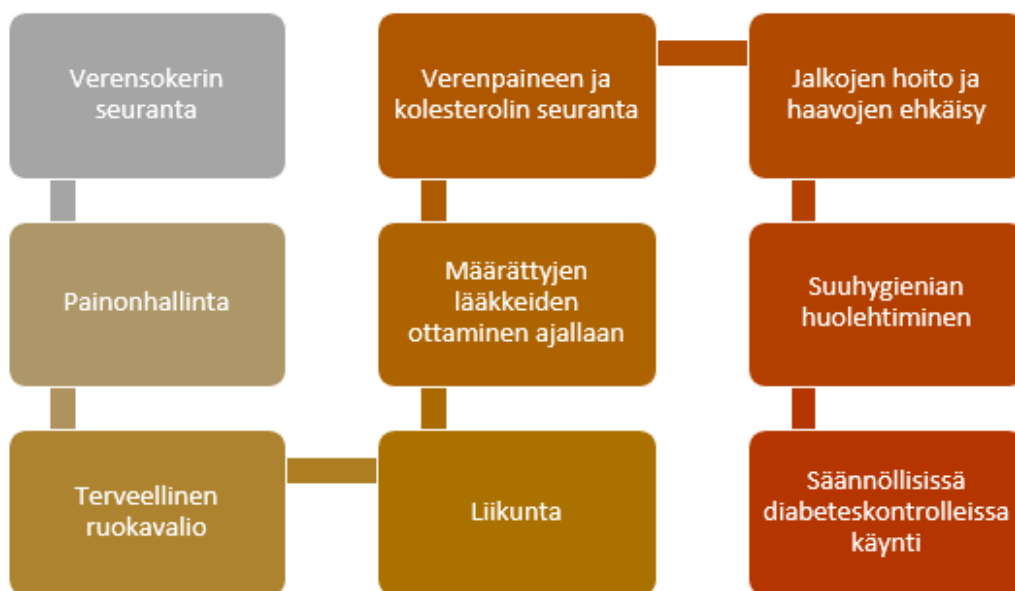 Verensokerin
seuranta
Painonhallinta
Terveellinen
ruokavalio
Liikunta
Määrättyjen
lääkkeiden
ottaminen ajallaan
Verenpaineen ja
kolesterolin seuranta
Jalkojen hoito ja
haavojen ehkäisy
Suuhygienian
huolehtiminen
Säännöllisissä
diabeteskontrolleissa
käynti